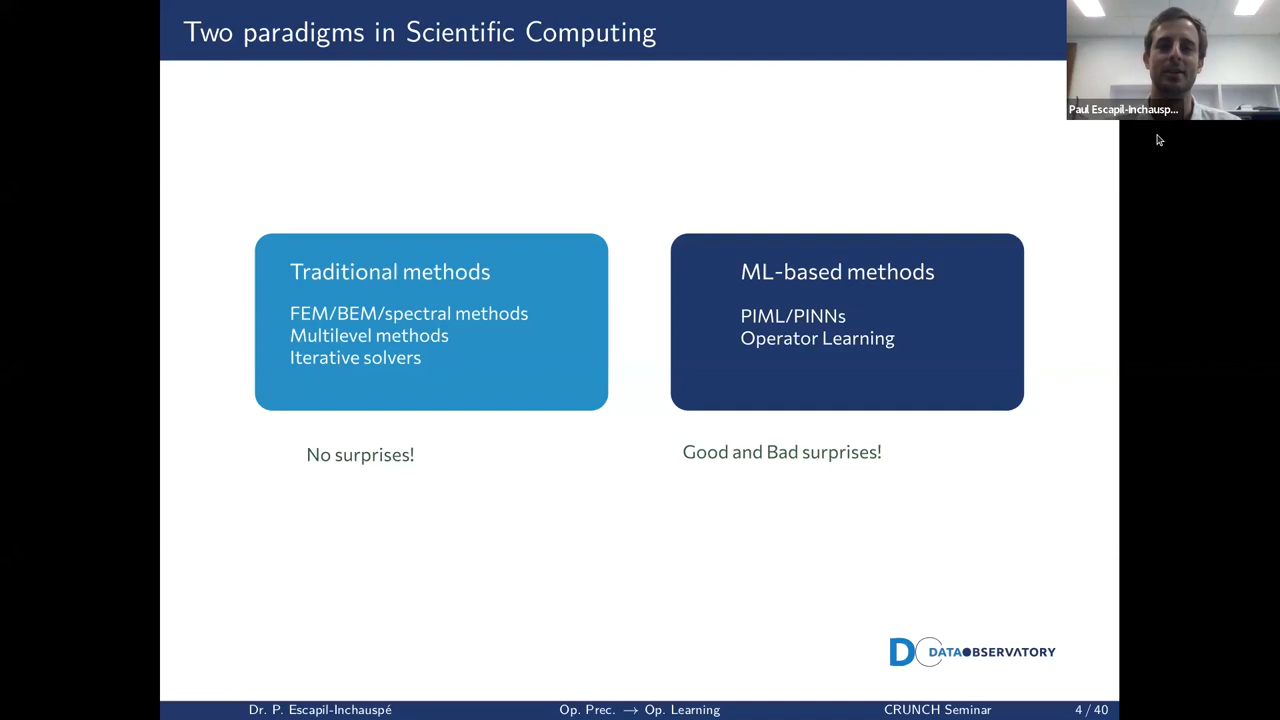 Two paradigms in Scientific Computing
Paul Escapil-Inchausp...
Traditional methods
FEM/BEM/spectral methods
Multilevel methods
Iterative solvers
No surprises!
ML-based methods
PIML/PINNs
Operator Learning
Good and Bad surprises!
DO DATAOBSERVATORY
Dr. P. Escapil-Inchauspé Op. Prec. → Op. Learning CRUNCH Seminar 4 / 40